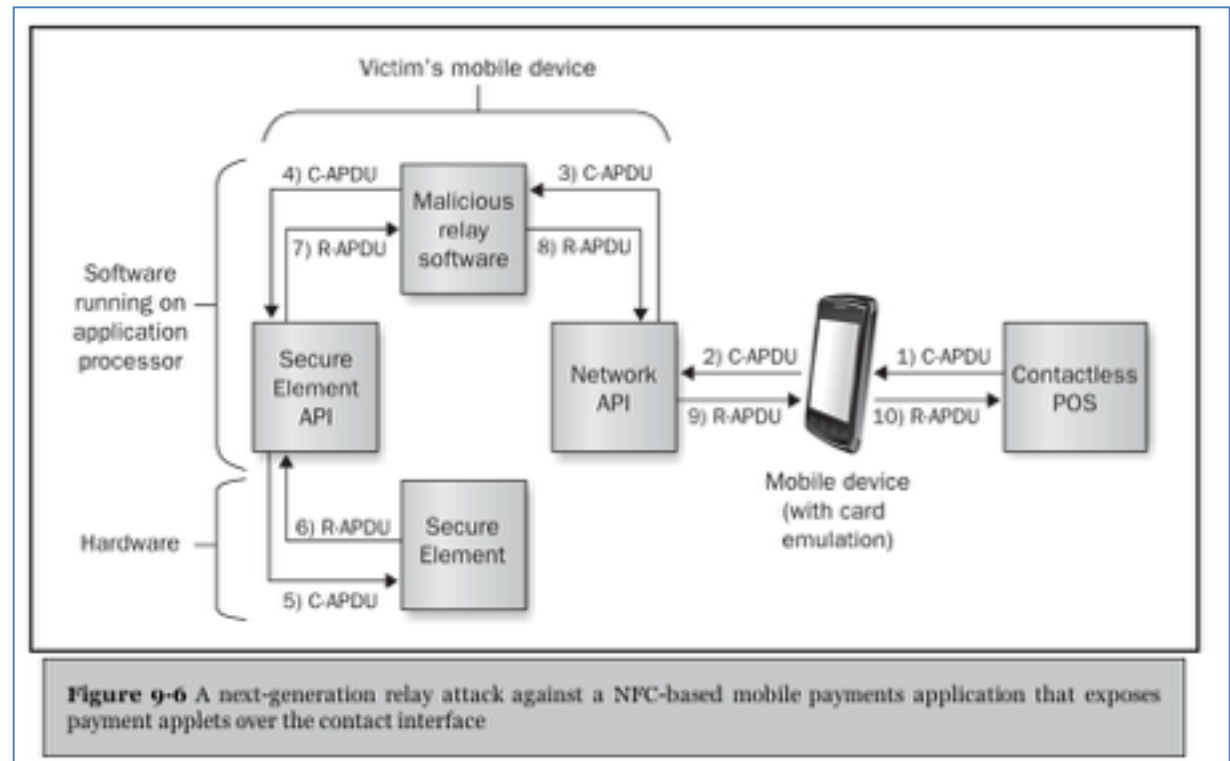 Victim's mobile device
4) C-APDU
3) C-APDU
Malicious
relay
software
7) R-APDU
8) R-APDU
Software
running on
application
processor
Secure
Element
API
Network
API
2) C-APDU
9) R-APDU
1) C-APDU
10) R-APDU
Contactless
POS
Mobile device
(with card
emulation)
Hardware
6) R-APDU
Secure
Element
5) C-APDU
Figure 9-6 A next-generation relay attack against a NFC-based mobile payments application that exposes
payment applets over the contact interface